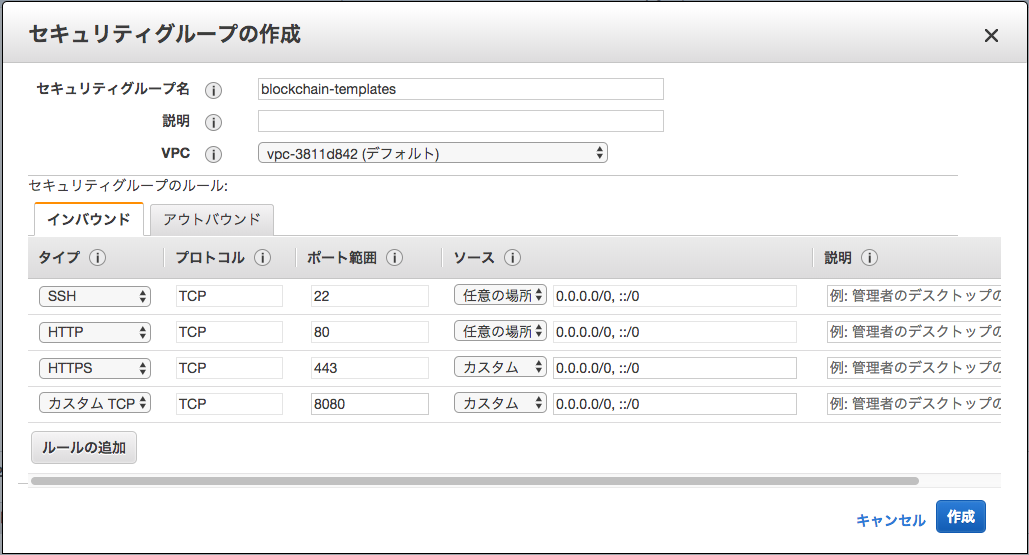 セキュリティグループの作成
セキュリティグループ名 blockchain-templates
説明
VPC vpc-3811d842 (デフォルト)
セキュリティグループのルール:
インバウンド アウトバウンド
タイプ プロトコル ポート範囲 ソース 説明
SSH TCP 22 任意の場所 0.0.0.0/0, ::/0 例: 管理者のデスクトップの
HTTP TCP 80 任意の場所 0.0.0.0/0, ::/0 例: 管理者のデスクトップの
HTTPS TCP 443 カスタム 0.0.0.0/0, ::/0 例: 管理者のデスクトップの
カスタム TCP TCP 8080 カスタム 0.0.0.0/0, ::/0 例: 管理者のデスクトップの
ルールの追加
キャンセル 作成